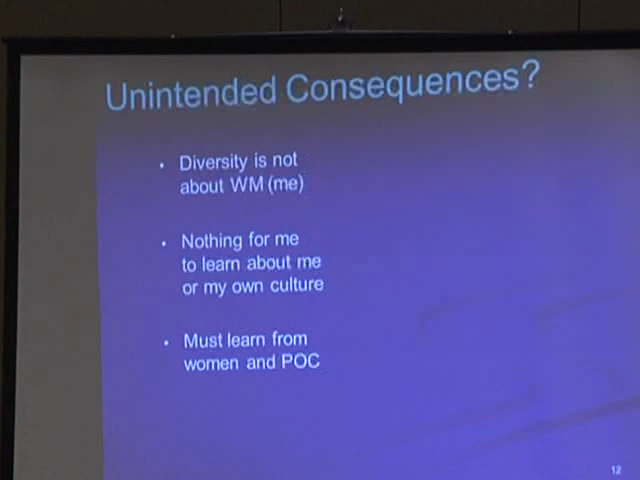 Unintended Consequences?
• Diversity is not
about WM (me)
• Nothing for me
to learn about me
or my own culture
• Must learn from
women and POC
12